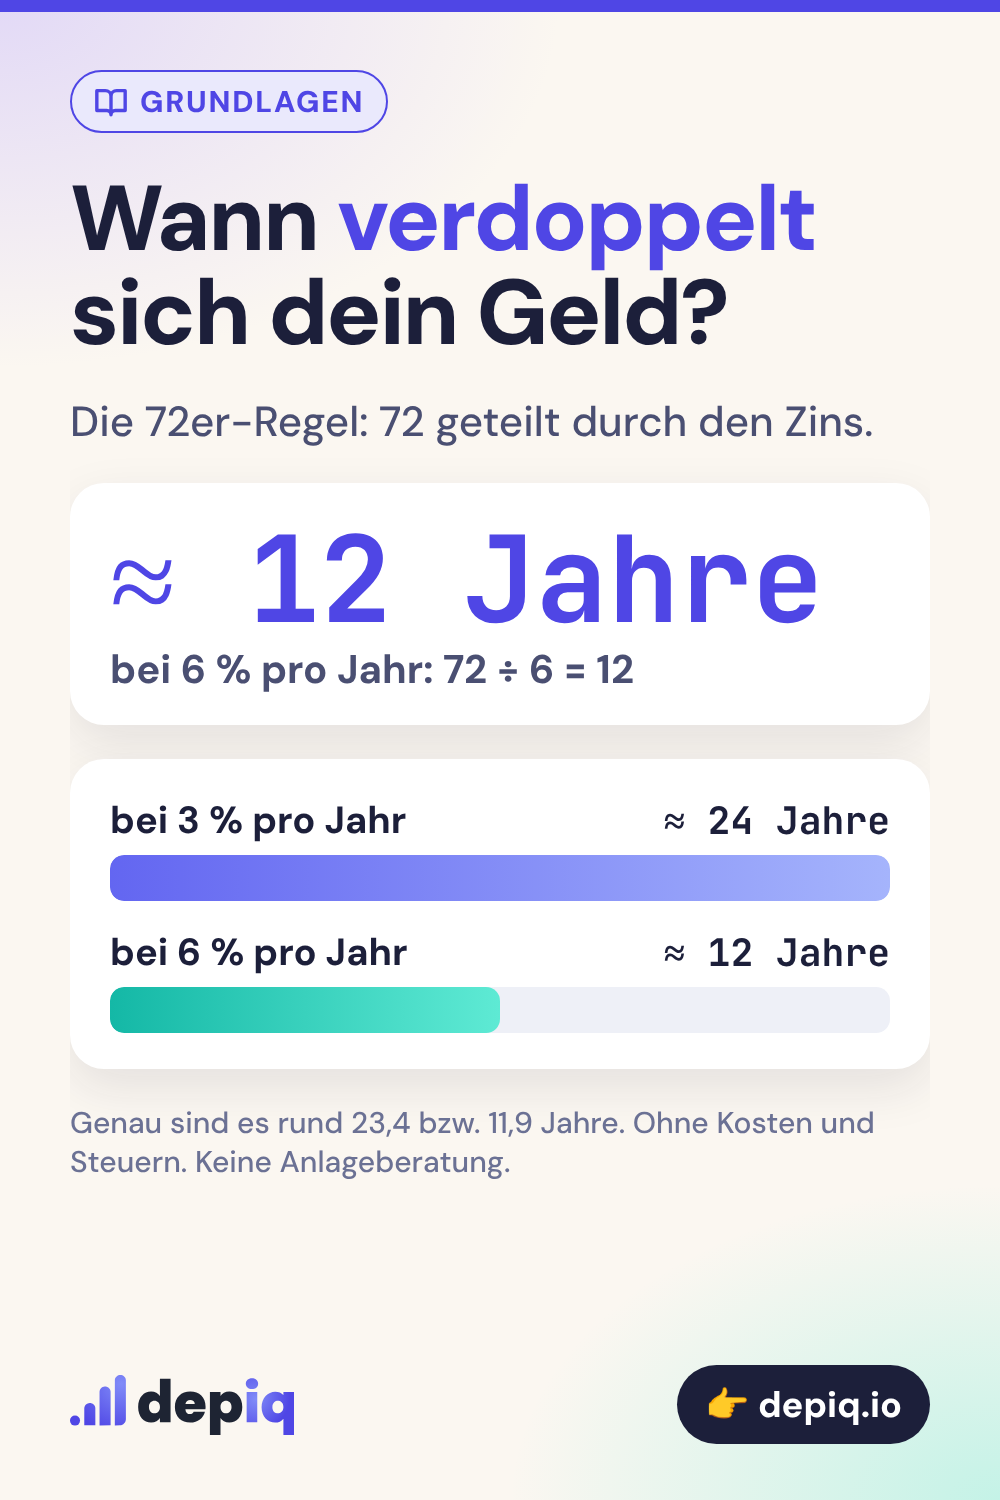 GRUNDLAGEN
Wann verdoppelt
sich dein Geld?
Die 72er-Regel: 72 geteilt durch den Zins.
≈ 12 Jahre
bei 6 % pro Jahr: 72 ÷ 6 = 12
bei 3 % pro Jahr ≈ 24 Jahre
bei 6 % pro Jahr ≈ 12 Jahre
Genau sind es rund 23,4 bzw. 11,9 Jahre. Ohne Kosten und
Steuern. Keine Anlageberatung.
depiq 👉 depiq.io